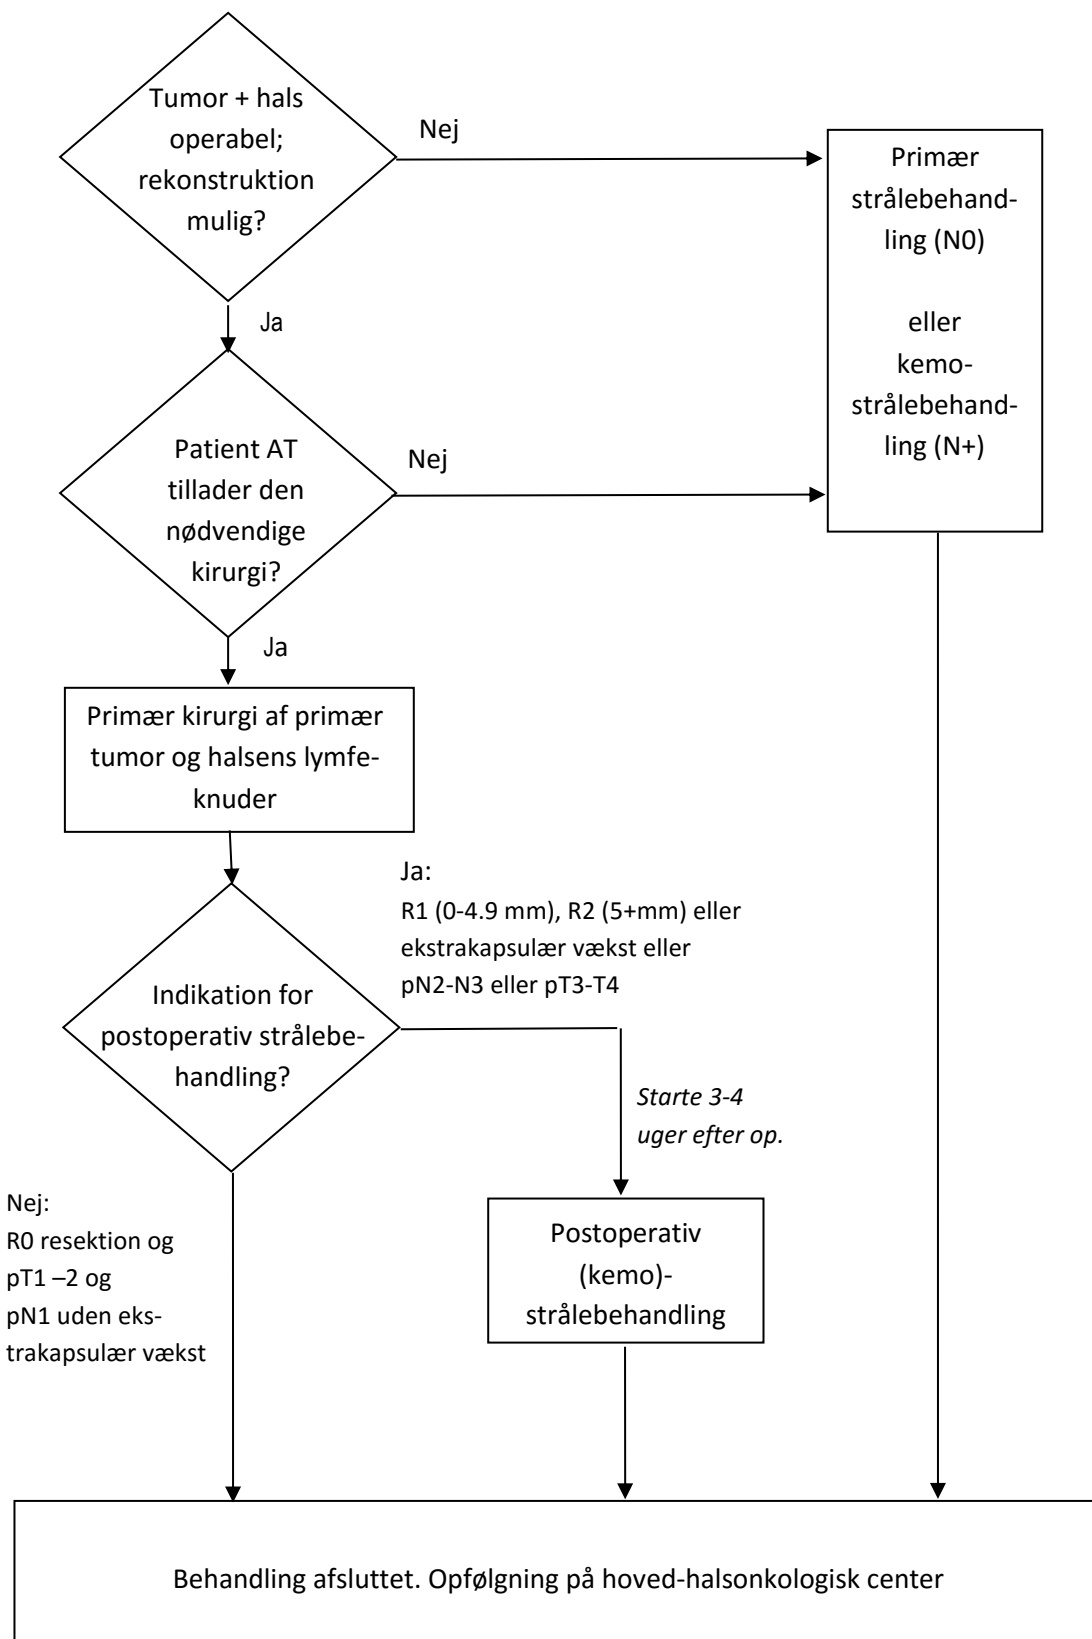 Tumor + hals
operabel;
rekonstruktion
mulig?
Nej
Primær
strålebehand-
ling (N0)
eller
kemo-
strålebehand-
ling (N+)
Ja
Patient AT
tillader den
nødvendige
kirurgi?
Nej
Ja
Primær kirurgi af primær
tumor og halsens lymfe-
knuder
Ja:
R1 (0-4.9 mm), R2 (5+mm) eller
ekstrakapsulær vækst eller
pN2-N3 eller pT3-T4
Indikation for
postoperativ strålebe-
handling?
Starte 3-4
uger efter op.
Nej:
R0 resektion og
pT1 –2 og
pN1 uden eks-
trakapsulær vækst
Postoperativ
(kemo)-
strålebehandling
Behandling afsluttet. Opfølgning på hoved-halsonkologisk center